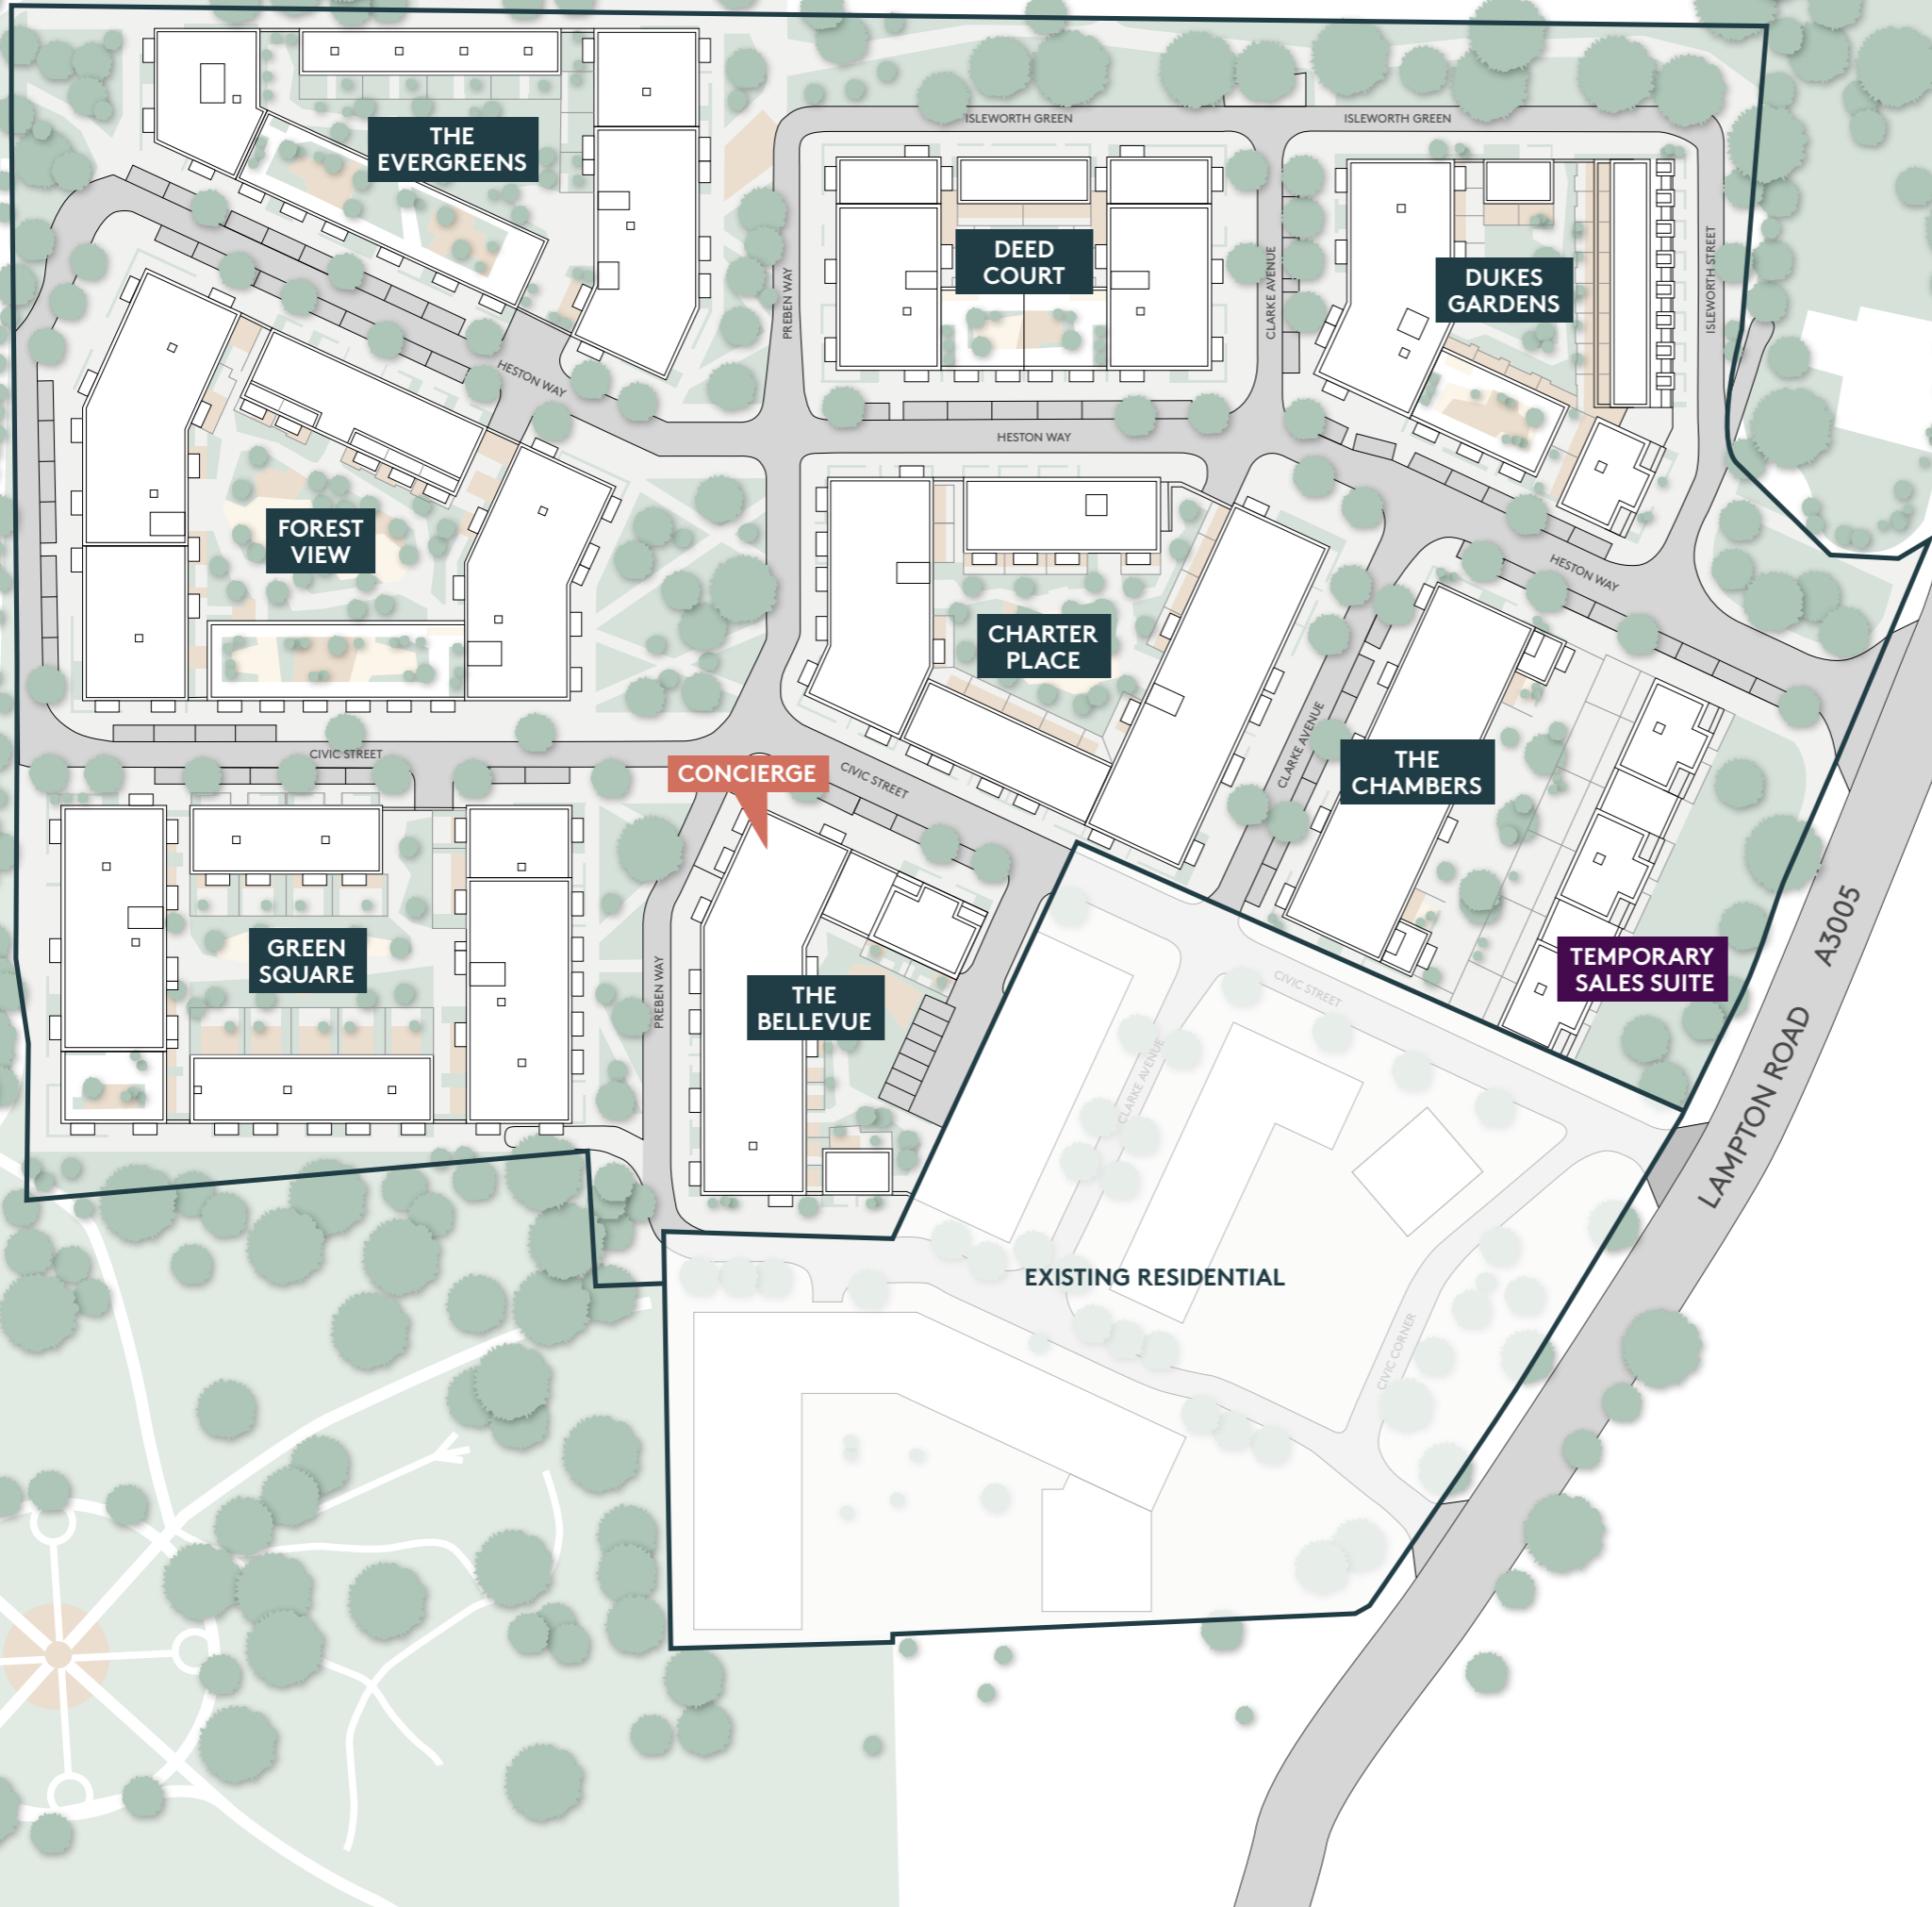 ISLEWORTH GREEN
ISLEWORTH GREEN
THE
EVERGREENS
DEED
COURT
DUKES
GARDENS
PREBEN WAY
CLARKE AVENUE
ISLEWORTH STREET
HESTON WAY
HESTON WAY
FOREST
VIEW
HESTON WAY
CHARTER
PLACE
CLARKE AVENUE
CIVIC STREET
CONCIERGE
CIVIC STREET
THE
CHAMBERS
GREEN
SQUARE
PREBEN WAY
THE
BELLEVUE
TEMPORARY
SALES SUITE
CIVIC STREET
CLARKE AVENUE
LAMPTON ROAD A3005
EXISTING RESIDENTIAL
CIVIC CORNER